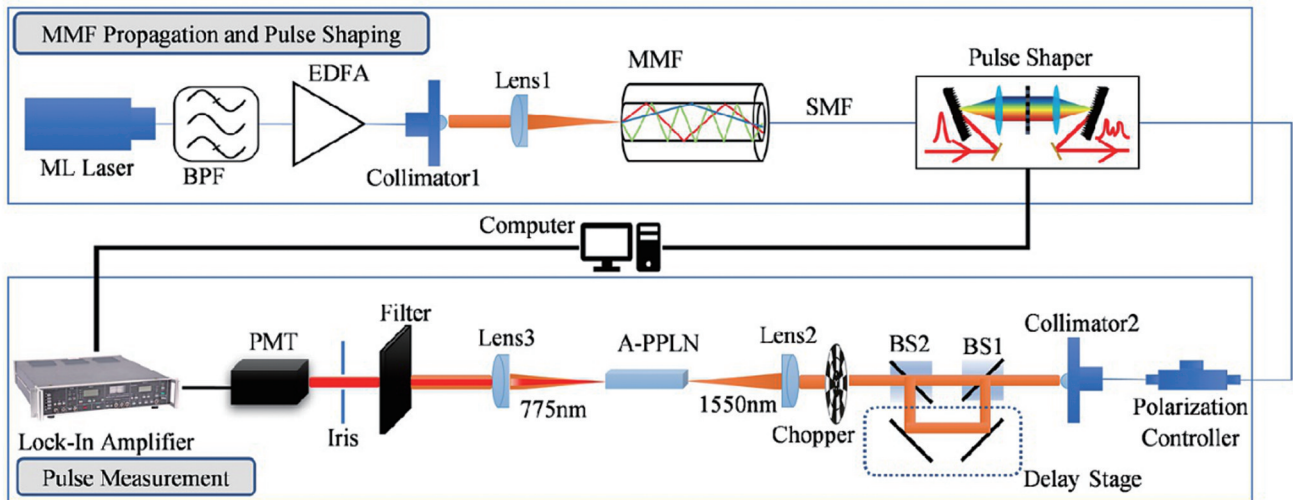 MMF Propagation and Pulse Shaping
ML Laser
BPF
EDFA
Collimator1
Lens1
MMF
SMF
Pulse Shaper
Computer
Lock-In Amplifier
PMT
Iris
Filter
Lens3
775nm
A-PPLN
1550nm
Lens2
Chopper
BS2
BS1
Collimator2
Polarization
Controller
Delay Stage
Pulse Measurement